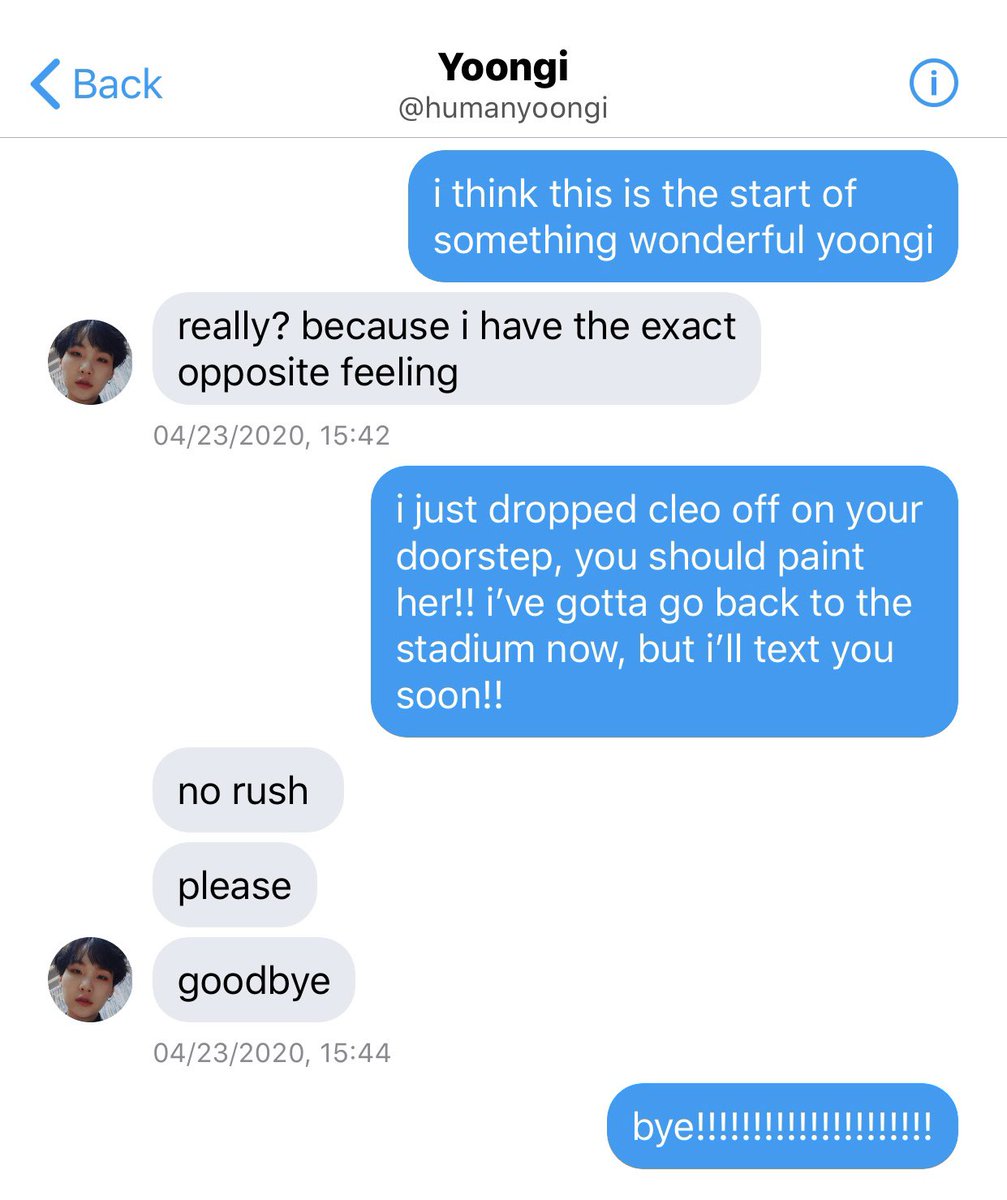 Back
Yoongi
@humanyoongi
i
i think this is the start of
something wonderful yoongi
really? because i have the exact
opposite feeling
04/23/2020, 15:42
i just dropped cleo off on your
doorstep, you should paint
her!! i’ve gotta go back to the
stadium now, but i’ll text you
soon!!
no rush
please
goodbye
04/23/2020, 15:44
bye!!!!!!!!!!!!!!!!!!!!!